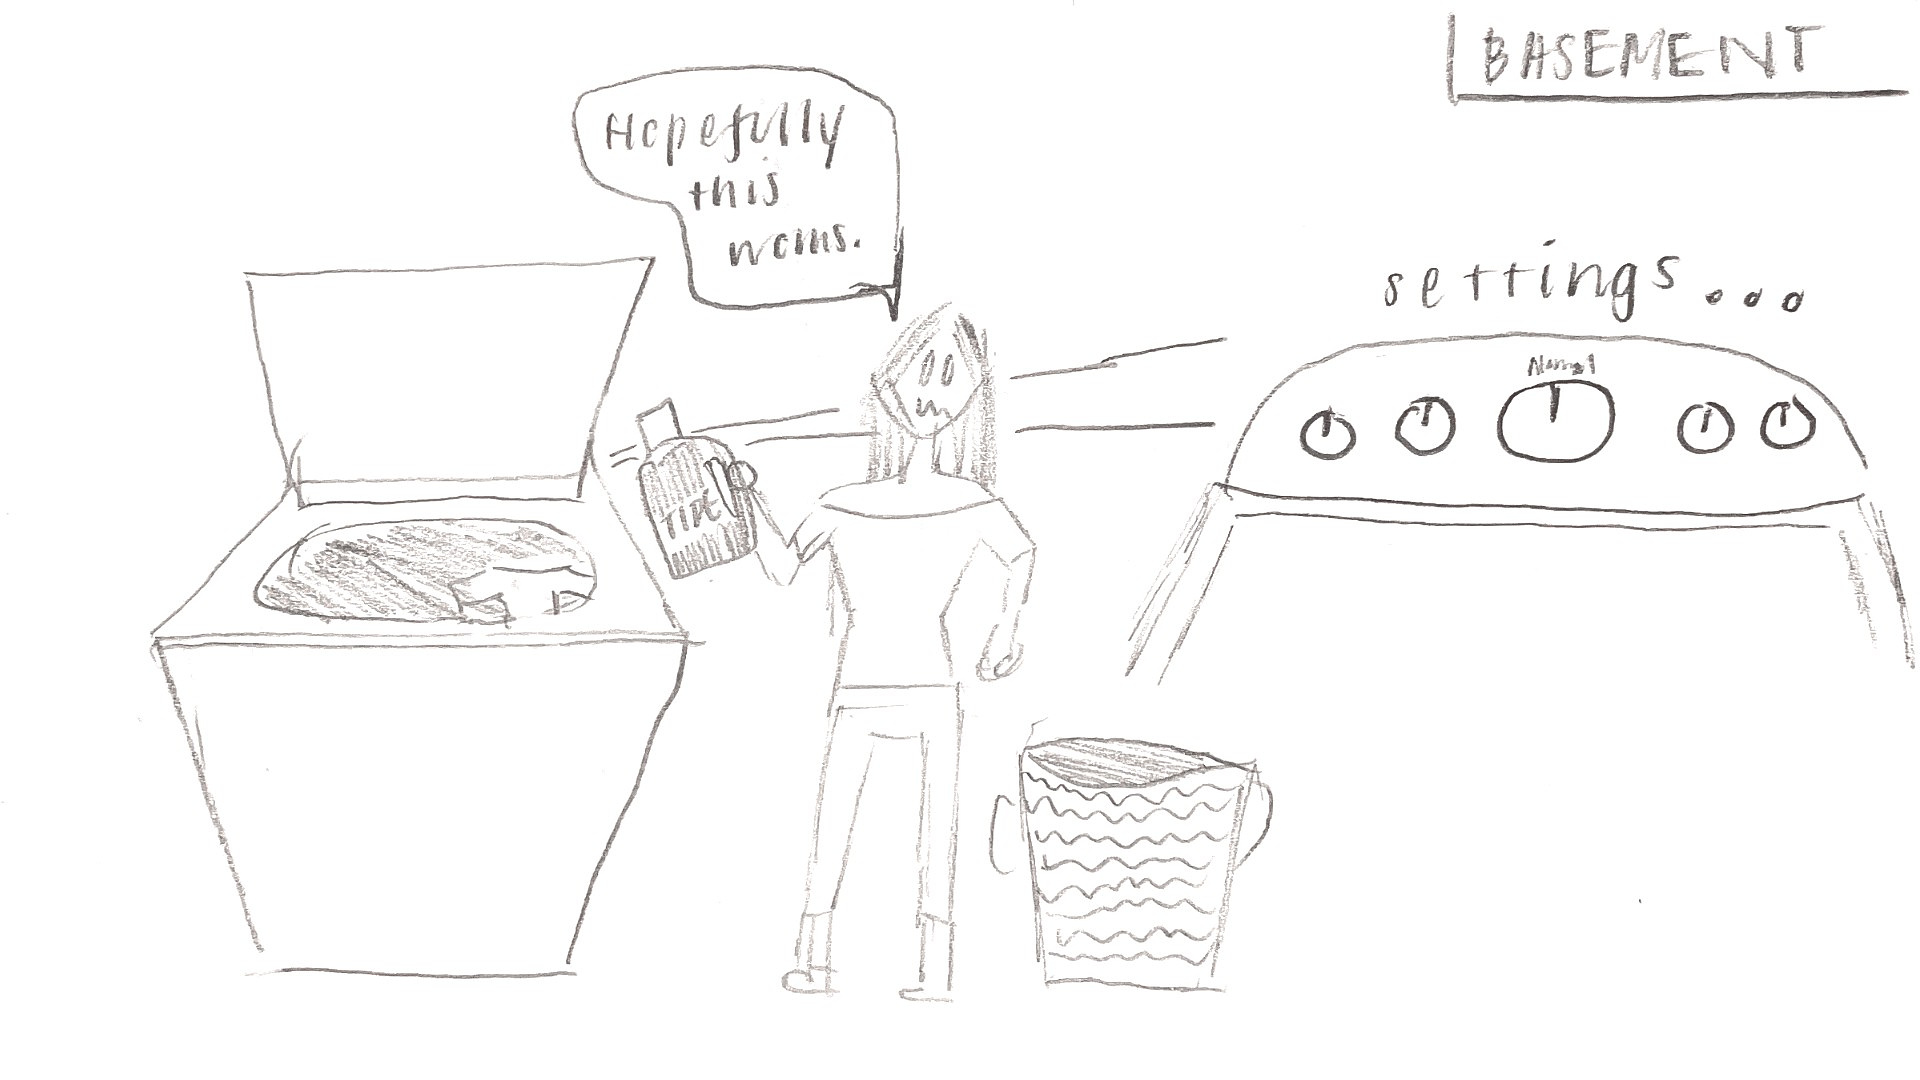 BASEMENT
Hopefully
this
works.
settings...
Normal
TIDE